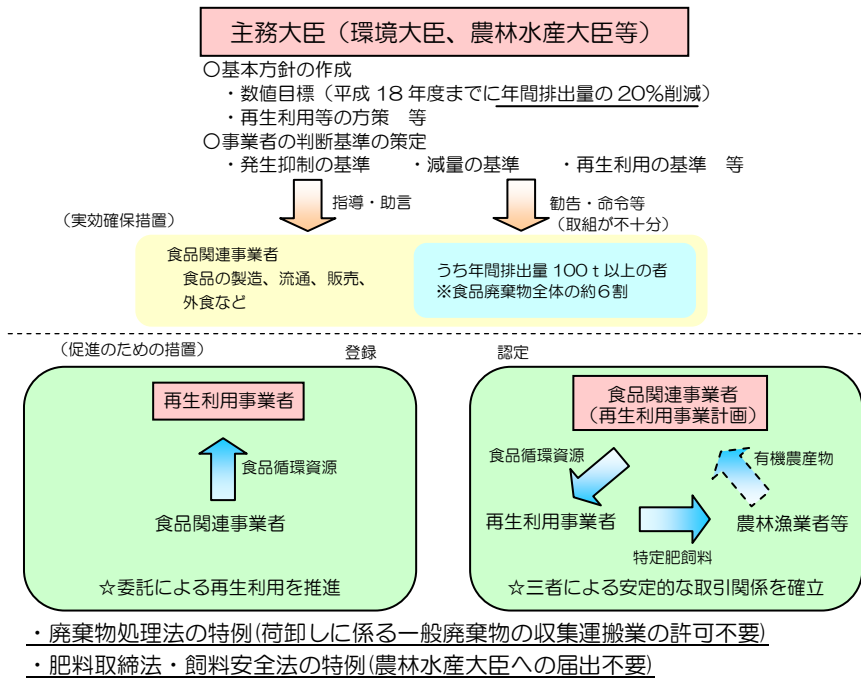 主務大臣（環境大臣、農林水産大臣等）
〇基本方針の作成
・数値目標（平成 18 年度までに年間排出量の 20%削減）
・再生利用等の方策　等
〇事業者の判断基準の策定
・発生抑制の基準　・減量の基準　・再生利用の基準　等
指導・助言
勧告・命令等
（取組が不十分）
（実効確保措置）
食品関連事業者
食品の製造、流通、販売、
外食など
うち年間排出量 100ｔ以上の者
※食品廃棄物全体の約６割
（促進のための措置）
登録
認定
再生利用事業者
食品循環資源
食品関連事業者
☆委託による再生利用を推進
食品関連事業者
（再生利用事業計画）
食品循環資源
有機農産物
再生利用事業者
農林漁業者等
特定肥飼料
☆三者による安定的な取引関係を確立
・廃棄物処理法の特例(荷卸しに係る一般廃棄物の収集運搬業の許可不要)
・肥料取締法・飼料安全法の特例(農林水産大臣への届出不要)